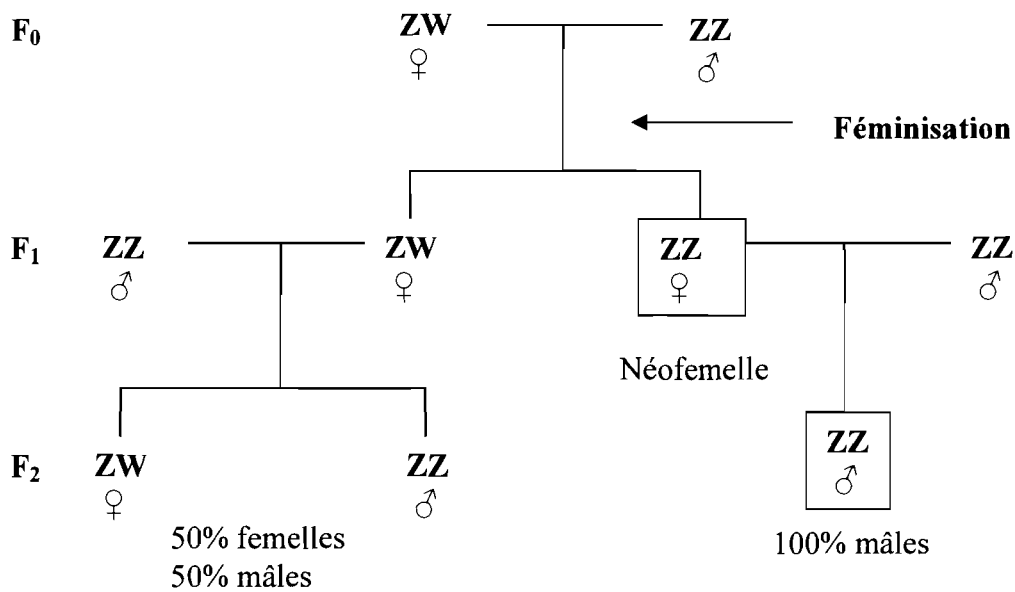 F₀ ZW ZZ
♀ ♂
Féminisation
F₁ ZZ ZW ZZ ZZ
♂ ♀ ♀ ♂
Néofemelle
F₂ ZW ZZ ZZ
♀ ♂ ♂
50% femelles 100% mâles
50% mâles